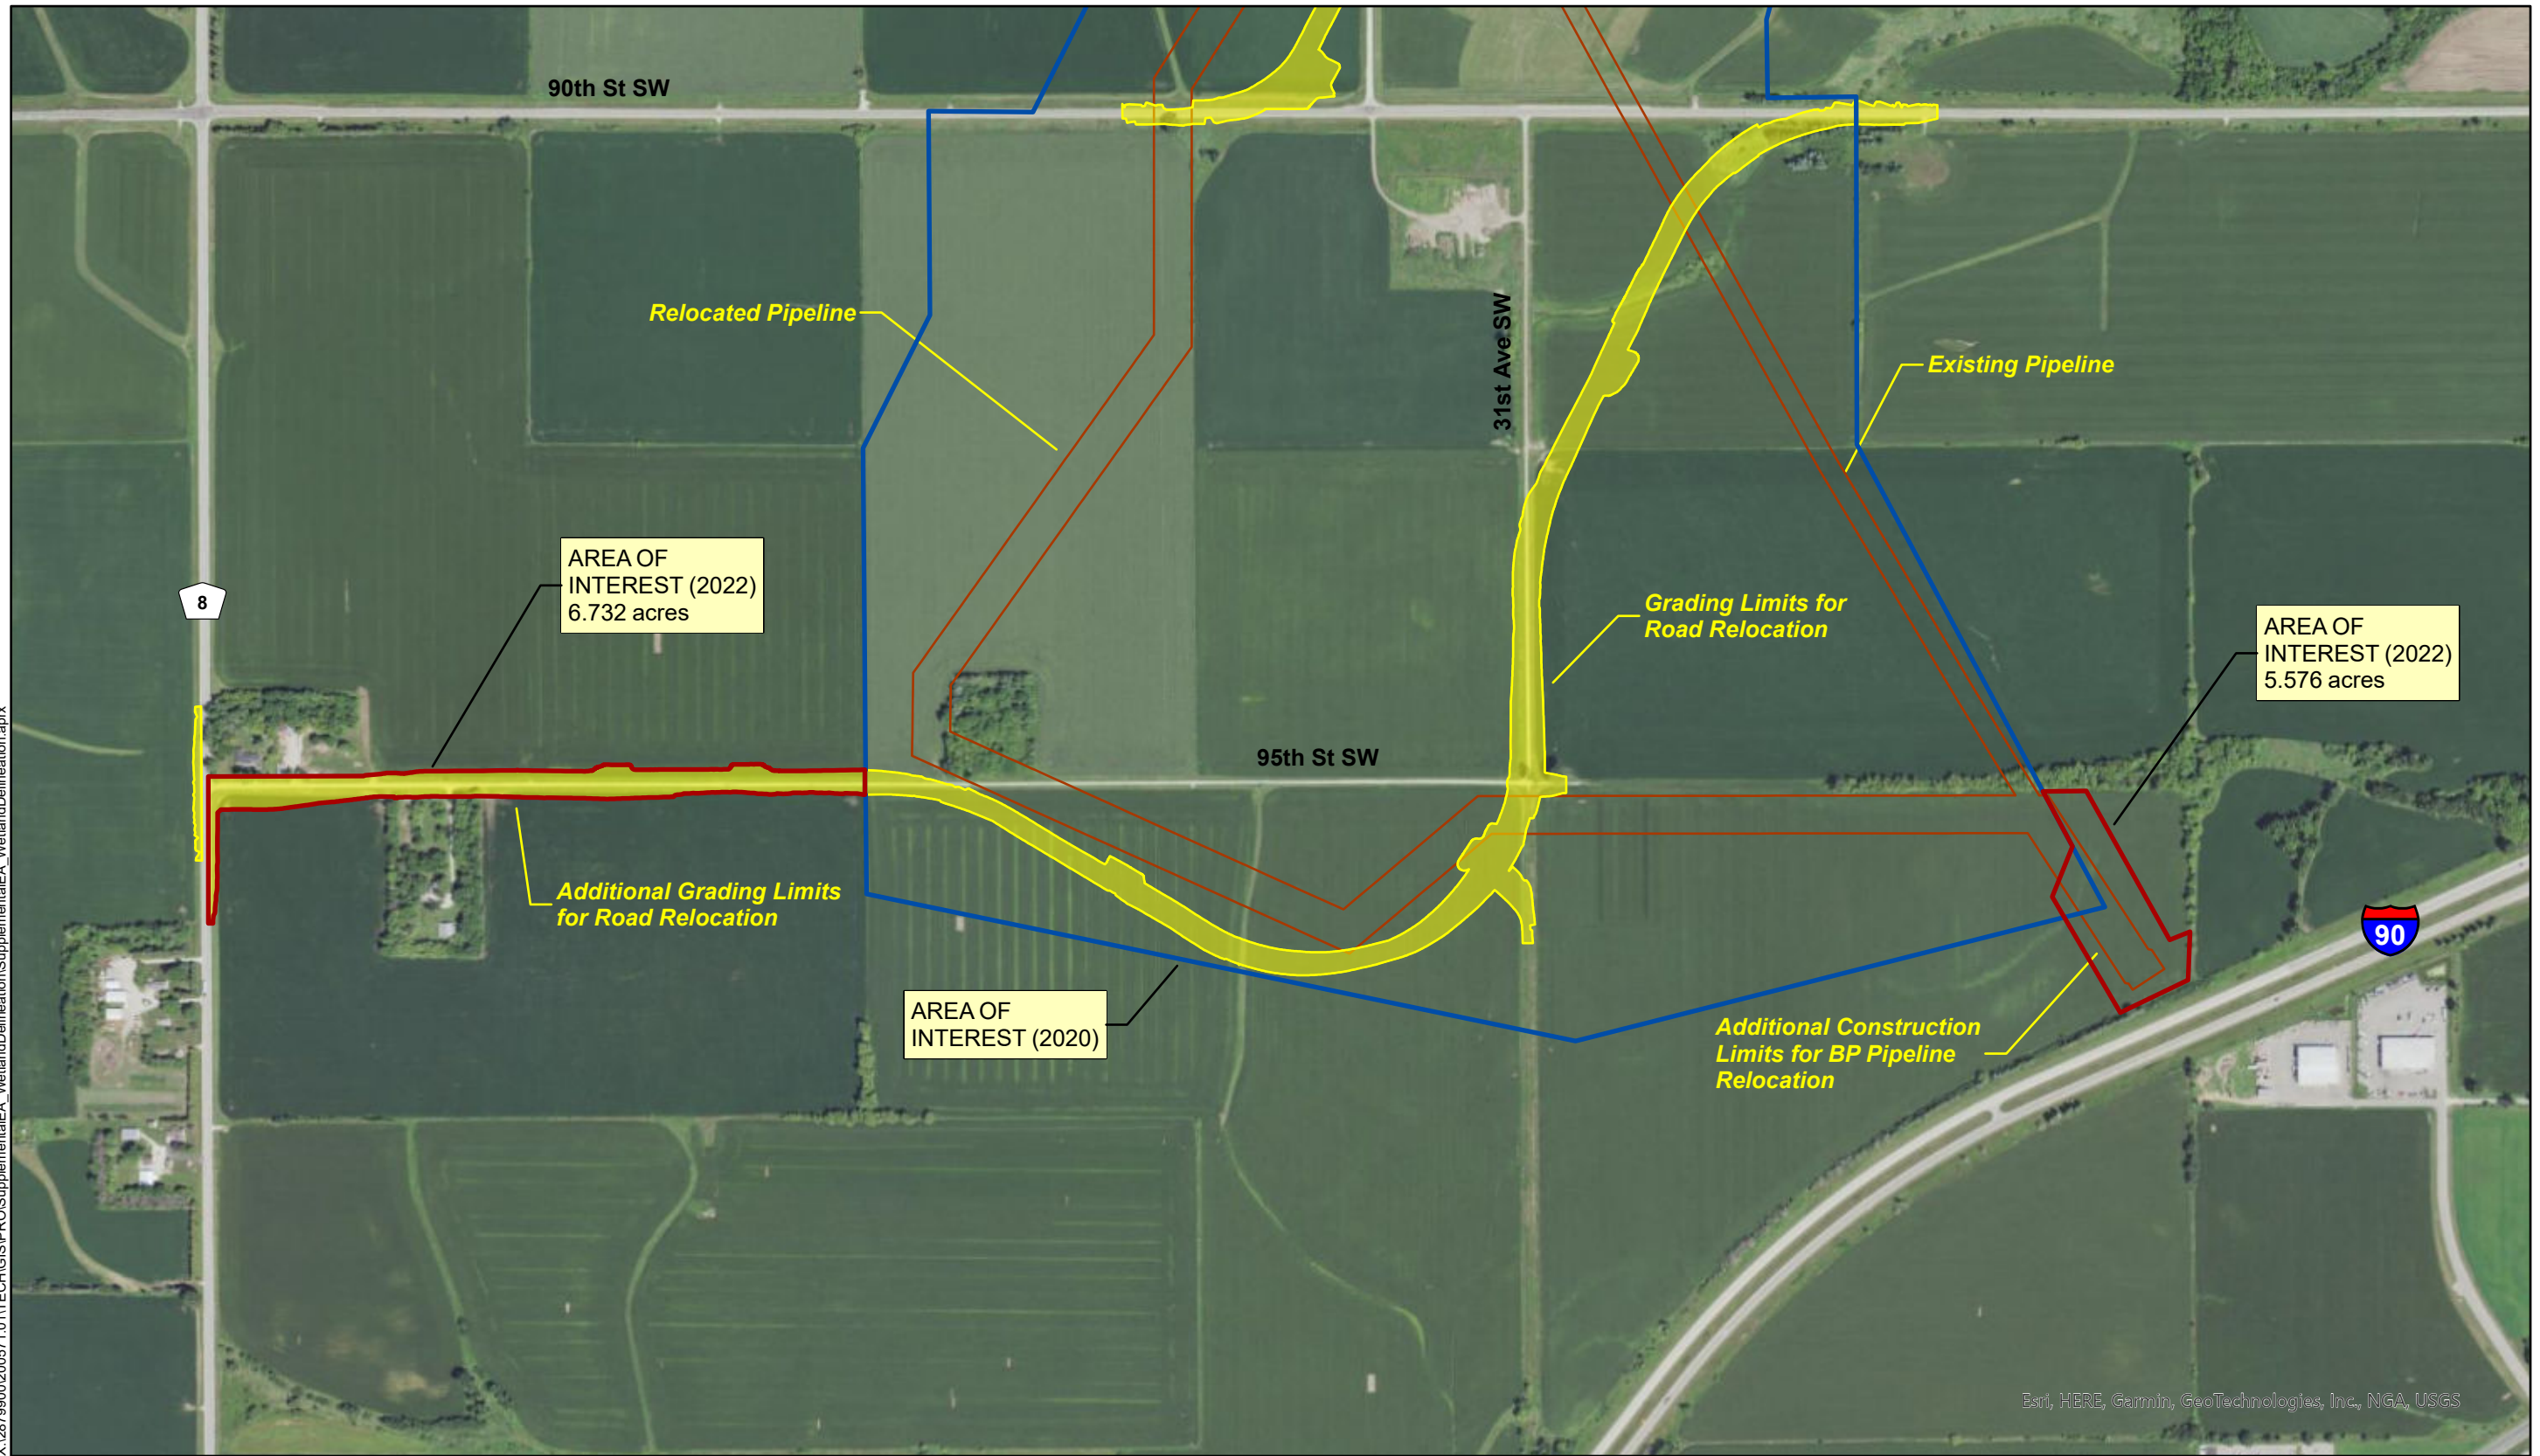 90th St SW
Relocated Pipeline
31st Ave SW
Existing Pipeline
AREA OF
INTEREST (2022)
6.732 acres
8
Grading Limits for
Road Relocation
AREA OF
INTEREST (2022)
5.576 acres
95th St SW
Additional Grading Limits
for Road Relocation
90
AREA OF
INTEREST (2020)
Additional Construction
Limits for BP Pipeline
Relocation
Esri, HERE, Garmin, GeoTechnologies, Inc., NGA, USGS